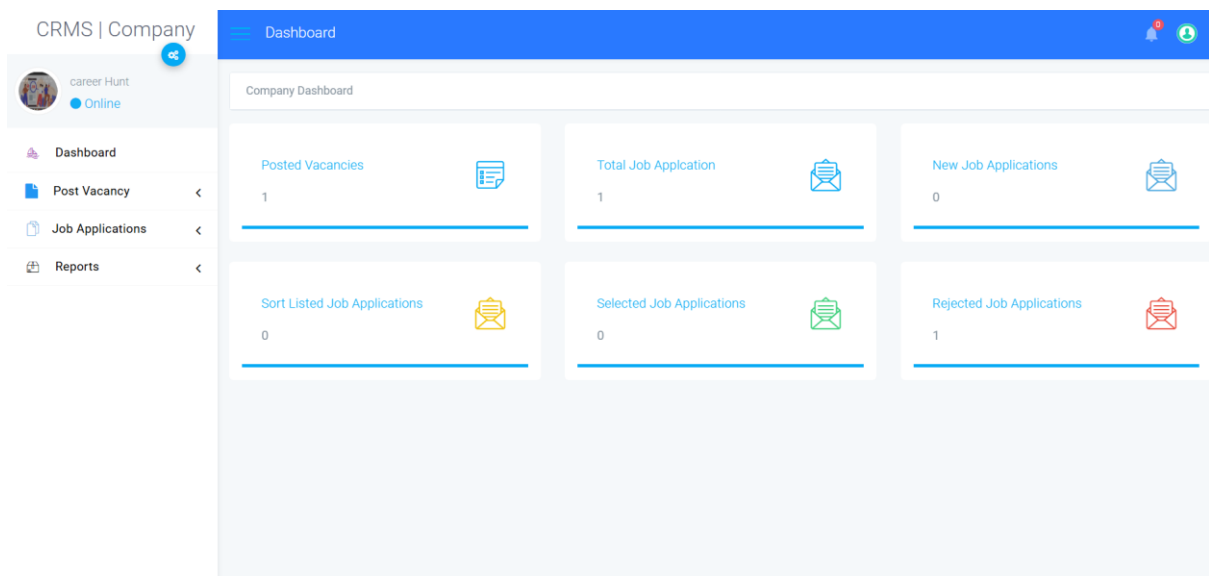 CRMS | Company
career Hunt
Online
Dashboard
Post Vacancy
Job Applications
Reports
Dashboard
0
Company Dashboard
Posted Vacancies
1
Total Job Applcation
1
New Job Applications
0
Sort Listed Job Applications
0
Selected Job Applications
0
Rejected Job Applications
1